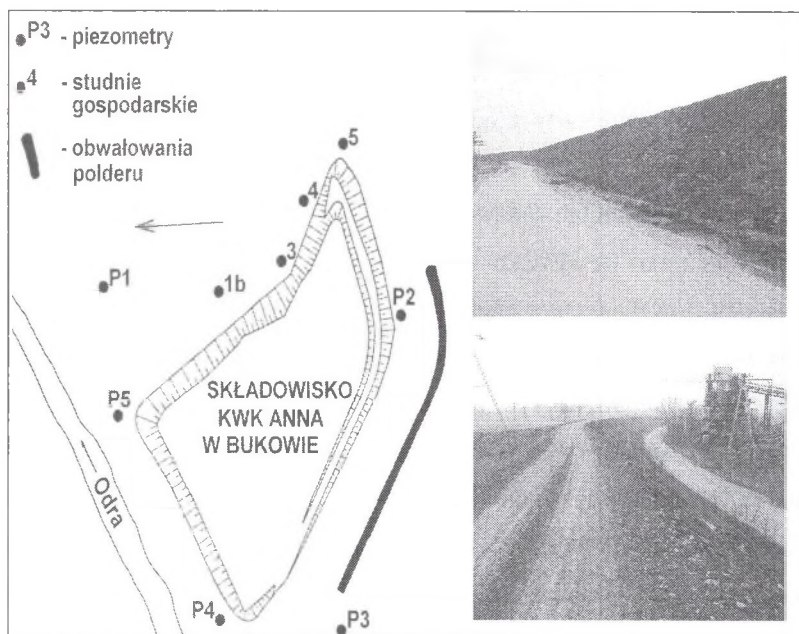 P3 - piezometry
4 - studnie
gospodarskie
- obwałowania
polderu
5
4
3
P1
1b
P2
SKŁADOWISKO
KWK ANNA
W BUKOWIE
P5
Odra
P4
P3